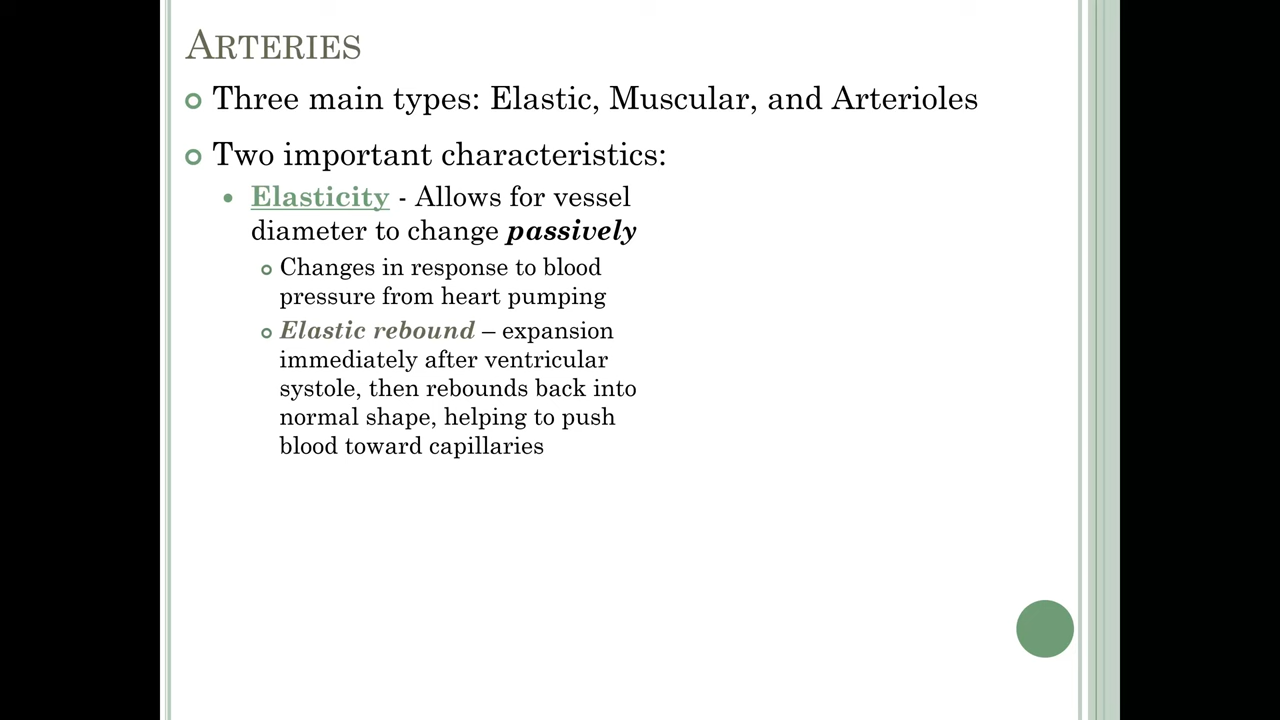 ARTERIES
Three main types: Elastic, Muscular, and Arterioles
Two important characteristics:
Elasticity - Allows for vessel
diameter to change passively
Changes in response to blood
pressure from heart pumping
Elastic rebound – expansion
immediately after ventricular
systole, then rebounds back into
normal shape, helping to push
blood toward capillaries